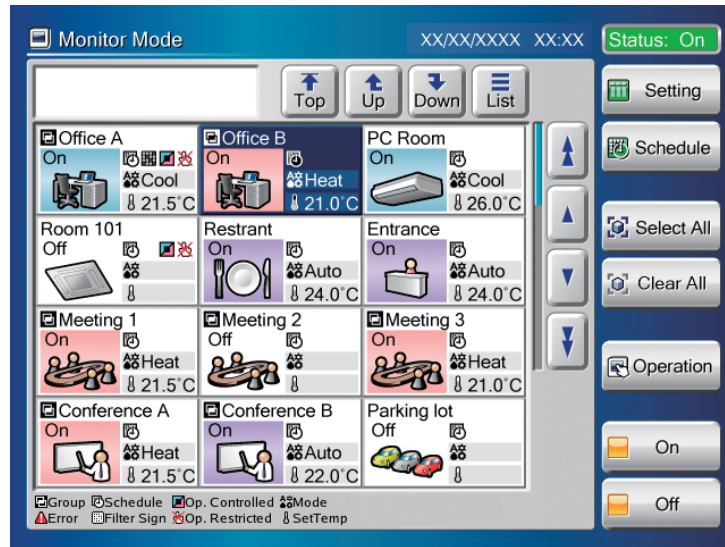 Monitor Mode XX/XX/XXXX XX:XX Status: On
Top Up Down List
Setting
Schedule
Select All
Clear All
Operation
On
Off
Office A
On
Cool
21.5°C
Office B
On
Heat
21.0°C
PC Room
On
Cool
26.0°C
Room 101
Off
Restrant
On
Auto
24.0°C
Entrance
On
Auto
24.0°C
Meeting 1
On
Heat
21.5°C
Meeting 2
Off
Meeting 3
On
Heat
21.0°C
Conference A
On
Heat
21.5°C
Conference B
On
Auto
22.0°C
Parking lot
Off
Group Schedule Op. Controlled Mode
Error Filter Sign Op. Restricted SetTemp